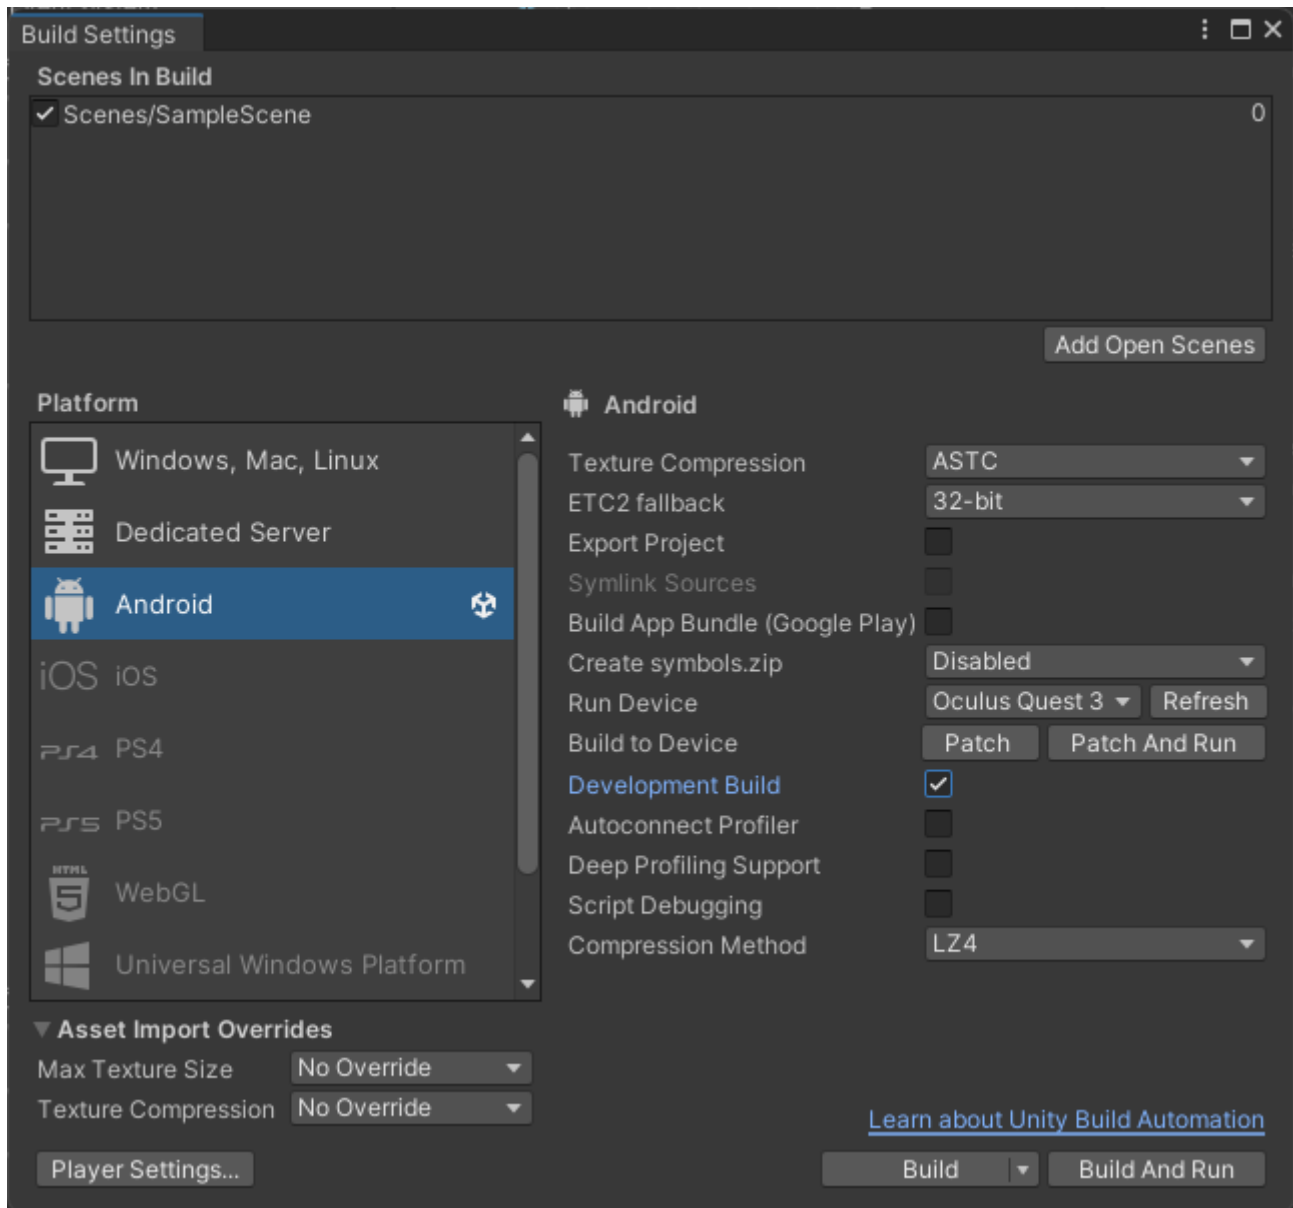 Build Settings
Scenes In Build
Scenes/SampleScene 0
Add Open Scenes
Platform
Windows, Mac, Linux
Dedicated Server
Android
iOS iOS
PS4 PS4
PS5 PS5
HTML 5 WebGL
Universal Windows Platform
Android
Texture Compression ASTC
ETC2 fallback 32-bit
Export Project
Symlink Sources
Build App Bundle (Google Play)
Create symbols.zip Disabled
Run Device Oculus Quest 3 Refresh
Build to Device Patch Patch And Run
Development Build
Autoconnect Profiler
Deep Profiling Support
Script Debugging
Compression Method LZ4
Asset Import Overrides
Max Texture Size No Override
Texture Compression No Override
Learn about Unity Build Automation
Player Settings... Build Build And Run